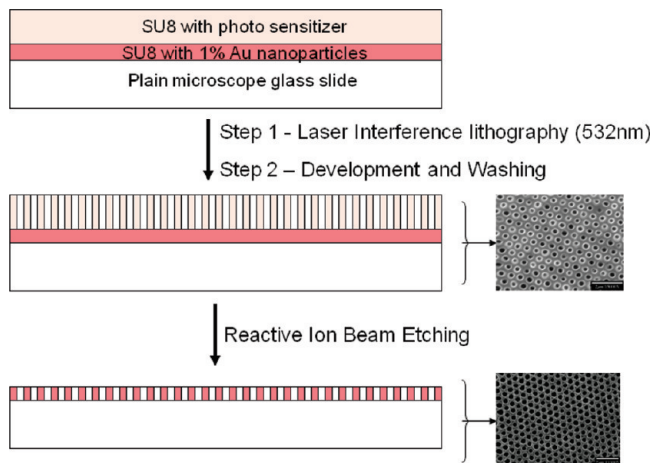 SU8 with photo sensitizer
SU8 with 1% Au nanoparticles
Plain microscope glass slide
Step 1 - Laser Interference lithography (532nm)
Step 2 – Development and Washing
Reactive Ion Beam Etching